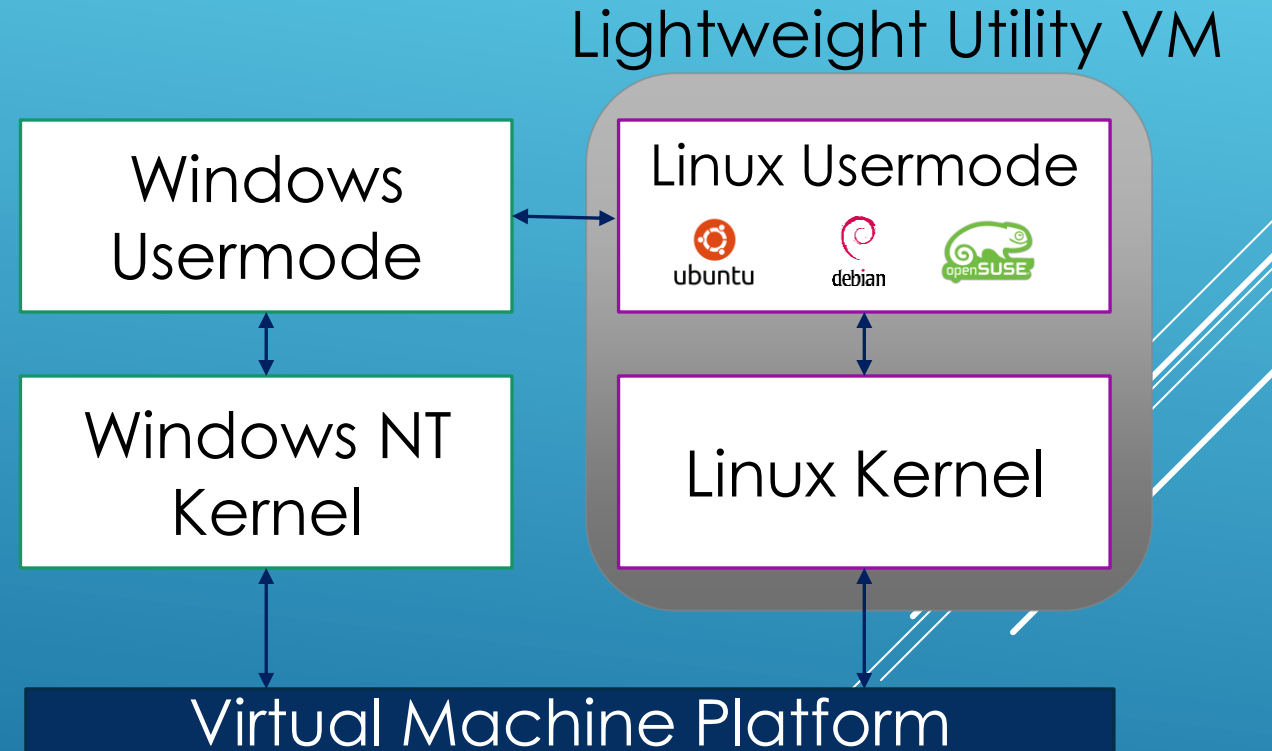 Lightweight Utility VM
Windows
Usermode
Linux Usermode
ubuntu
debian
openSUSE
Windows NT
Kernel
Linux Kernel
Virtual Machine Platform